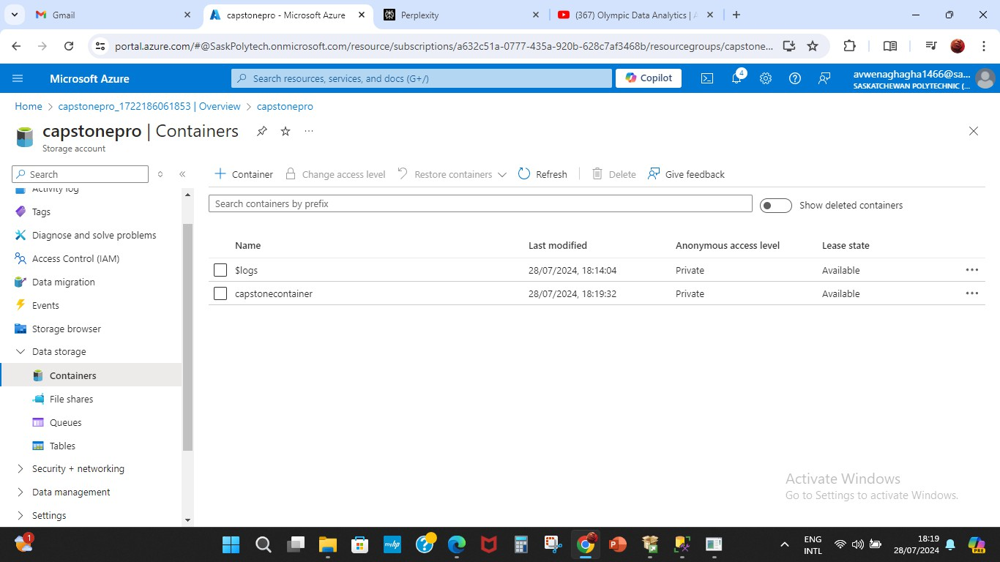 Gmail
capstonepro - Microsoft Azure
Perplexity
(367) Olympic Data Analytics |
portal.azure.com/#@SaskPolytech.onmicrosoft.com/resource/subscriptions/a632c51a-0777-435a-920b-628c7af3468b/resourcegroups/capstone...
Microsoft Azure
Search resources, services, and docs (G+/)
Copilot
4
avwenaghagha1466@sa...
SASKATCHEWAN POLYTECHNIC (...
Home > capstonepro_1722186061853 | Overview > capstonepro
capstonepro | Containers
...
Storage account
Search
Container
Change access level
Restore containers
Refresh
Delete
Give feedback
Activity log
Tags
Diagnose and solve problems
Access Control (IAM)
Data migration
Events
Storage browser
Data storage
Containers
File shares
Queues
Tables
Security + networking
Data management
Settings
Search containers by prefix
Show deleted containers
Name Last modified Anonymous access level Lease state
$logs 28/07/2024, 18:14:04 Private Available
capstonecontainer 28/07/2024, 18:19:32 Private Available
Activate Windows
Go to Settings to activate Windows.
1
myhp
ENG
INTL
18:19
28/07/2024
PRE